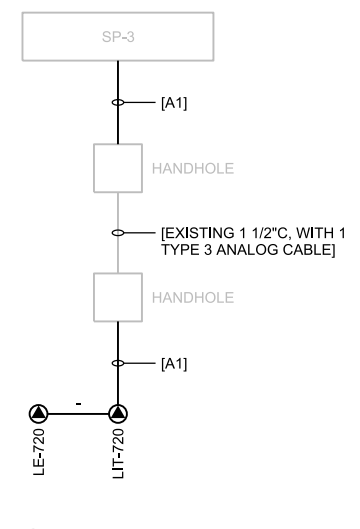 SP-3
[A1]
HANDHOLE
[EXISTING 1 1/2"C, WITH 1
TYPE 3 ANALOG CABLE]
HANDHOLE
[A1]
-
LE-720
LIT-720